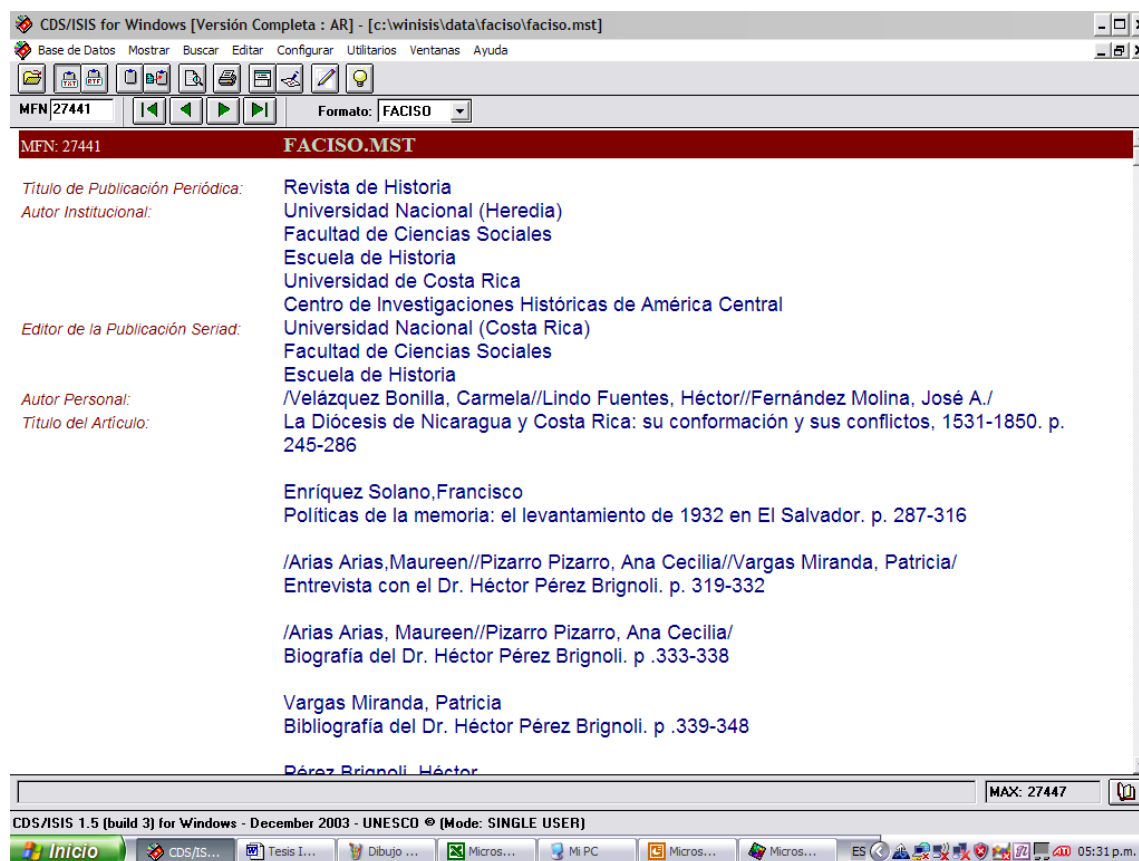 CDS/ISIS for Windows [Versión Completa : AR] - [c:\winisis\data\faciso\faciso.mst]
Base de Datos Mostrar Buscar Editar Configurar Utilitarios Ventanas Ayuda
TXT RTF
MFN 27441 Formato: FACISO
MFN: 27441 FACISO.MST
Título de Publicación Periódica: Revista de Historia
Autor Institucional: Universidad Nacional (Heredia)
Facultad de Ciencias Sociales
Escuela de Historia
Universidad de Costa Rica
Centro de Investigaciones Históricas de América Central
Editor de la Publicación Seriad: Universidad Nacional (Costa Rica)
Facultad de Ciencias Sociales
Escuela de Historia
Autor Personal: /Velázquez Bonilla, Carmela//Lindo Fuentes, Héctor//Fernández Molina, José A./
Título del Artículo: La Diócesis de Nicaragua y Costa Rica: su conformación y sus conflictos, 1531-1850. p.
245-286
Enríquez Solano,Francisco
Políticas de la memoria: el levantamiento de 1932 en El Salvador. p. 287-316
/Arias Arias,Maureen//Pizarro Pizarro, Ana Cecilia//Vargas Miranda, Patricia/
Entrevista con el Dr. Héctor Pérez Brignoli. p. 319-332
/Arias Arias, Maureen//Pizarro Pizarro, Ana Cecilia/
Biografía del Dr. Héctor Pérez Brignoli. p .333-338
Vargas Miranda, Patricia
Bibliografía del Dr. Héctor Pérez Brignoli. p .339-348
Pérez Brignoli, Héctor
MAX: 27447
CDS/ISIS 1.5 (build 3) for Windows - December 2003 - UNESCO © (Mode: SINGLE USER)
Inicio CDS/IS... Tesis I... Dibujo ... Micros... Mi PC Micros... Micros... ES 05:31 p.m.